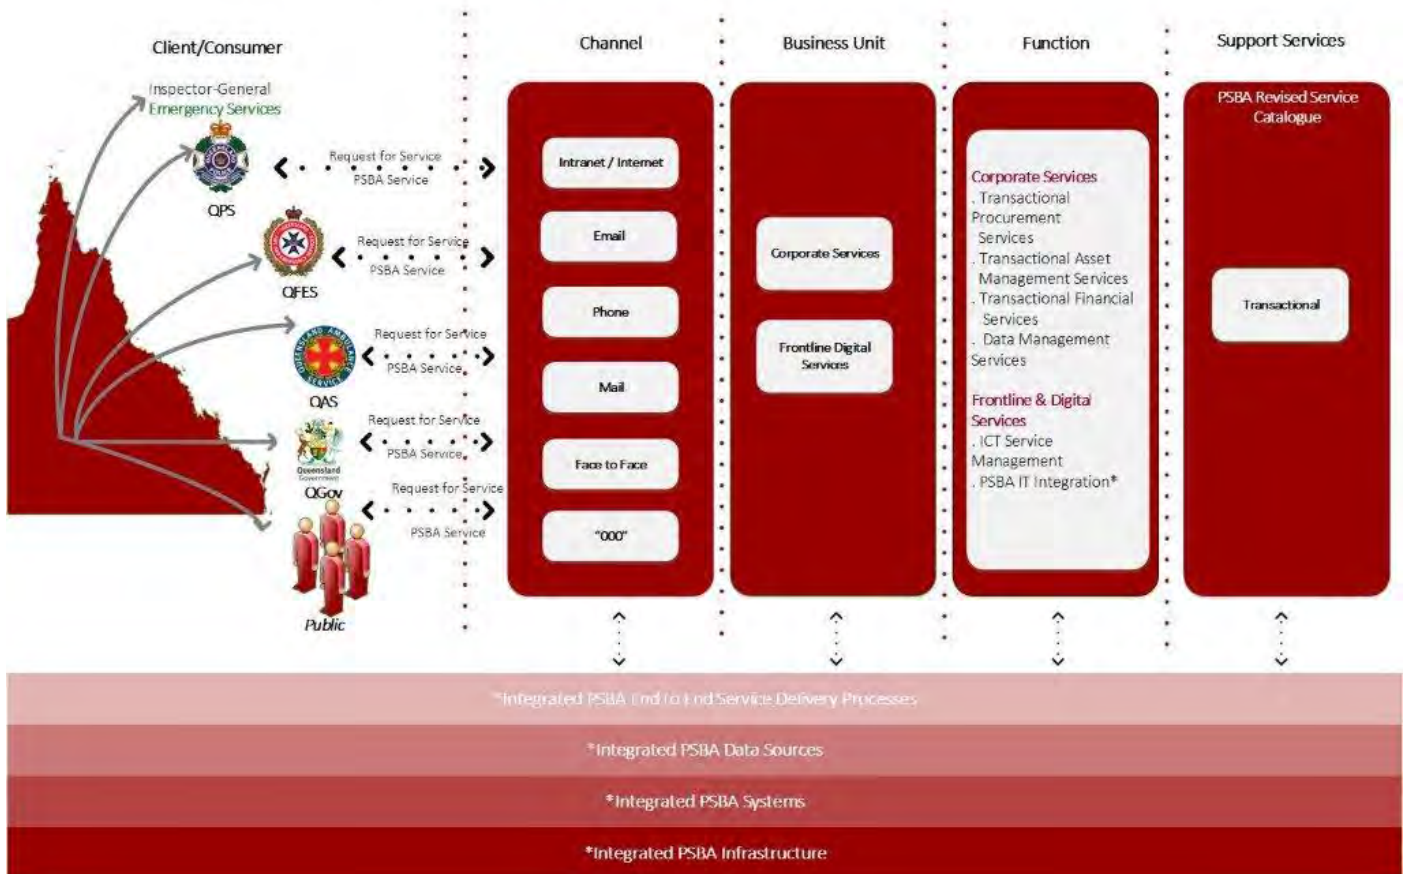 Client/Consumer
Channel
Business Unit
Function
Support Services
Inspector-General
Emergency Services
QPS
Request for Service
PSBA Service
QFES
Request for Service
PSBA Service
QUEENSLAND AMBULANCE
SERVICE
QAS
Request for Service
PSBA Service
Queensland
Government
QGov
Request for Service
PSBA Service
Public
Request for Service
PSBA Service
Intranet / Internet
Email
Phone
Mail
Face to Face
"000"
Corporate Services
Frontline Digital
Services
Corporate Services
. Transactional
Procurement
Services
. Transactional Asset
Management Services
. Transactional Financial
Services
. Data Management
Services
Frontline & Digital
Services
. ICT Service
Management
. PSBA IT Integration*
PSBA Revised Service
Catalogue
Transactional
*Integrated PSBA End to End Service Delivery Processes
*Integrated PSBA Data Sources
*Integrated PSBA Systems
*Integrated PSBA Infrastructure